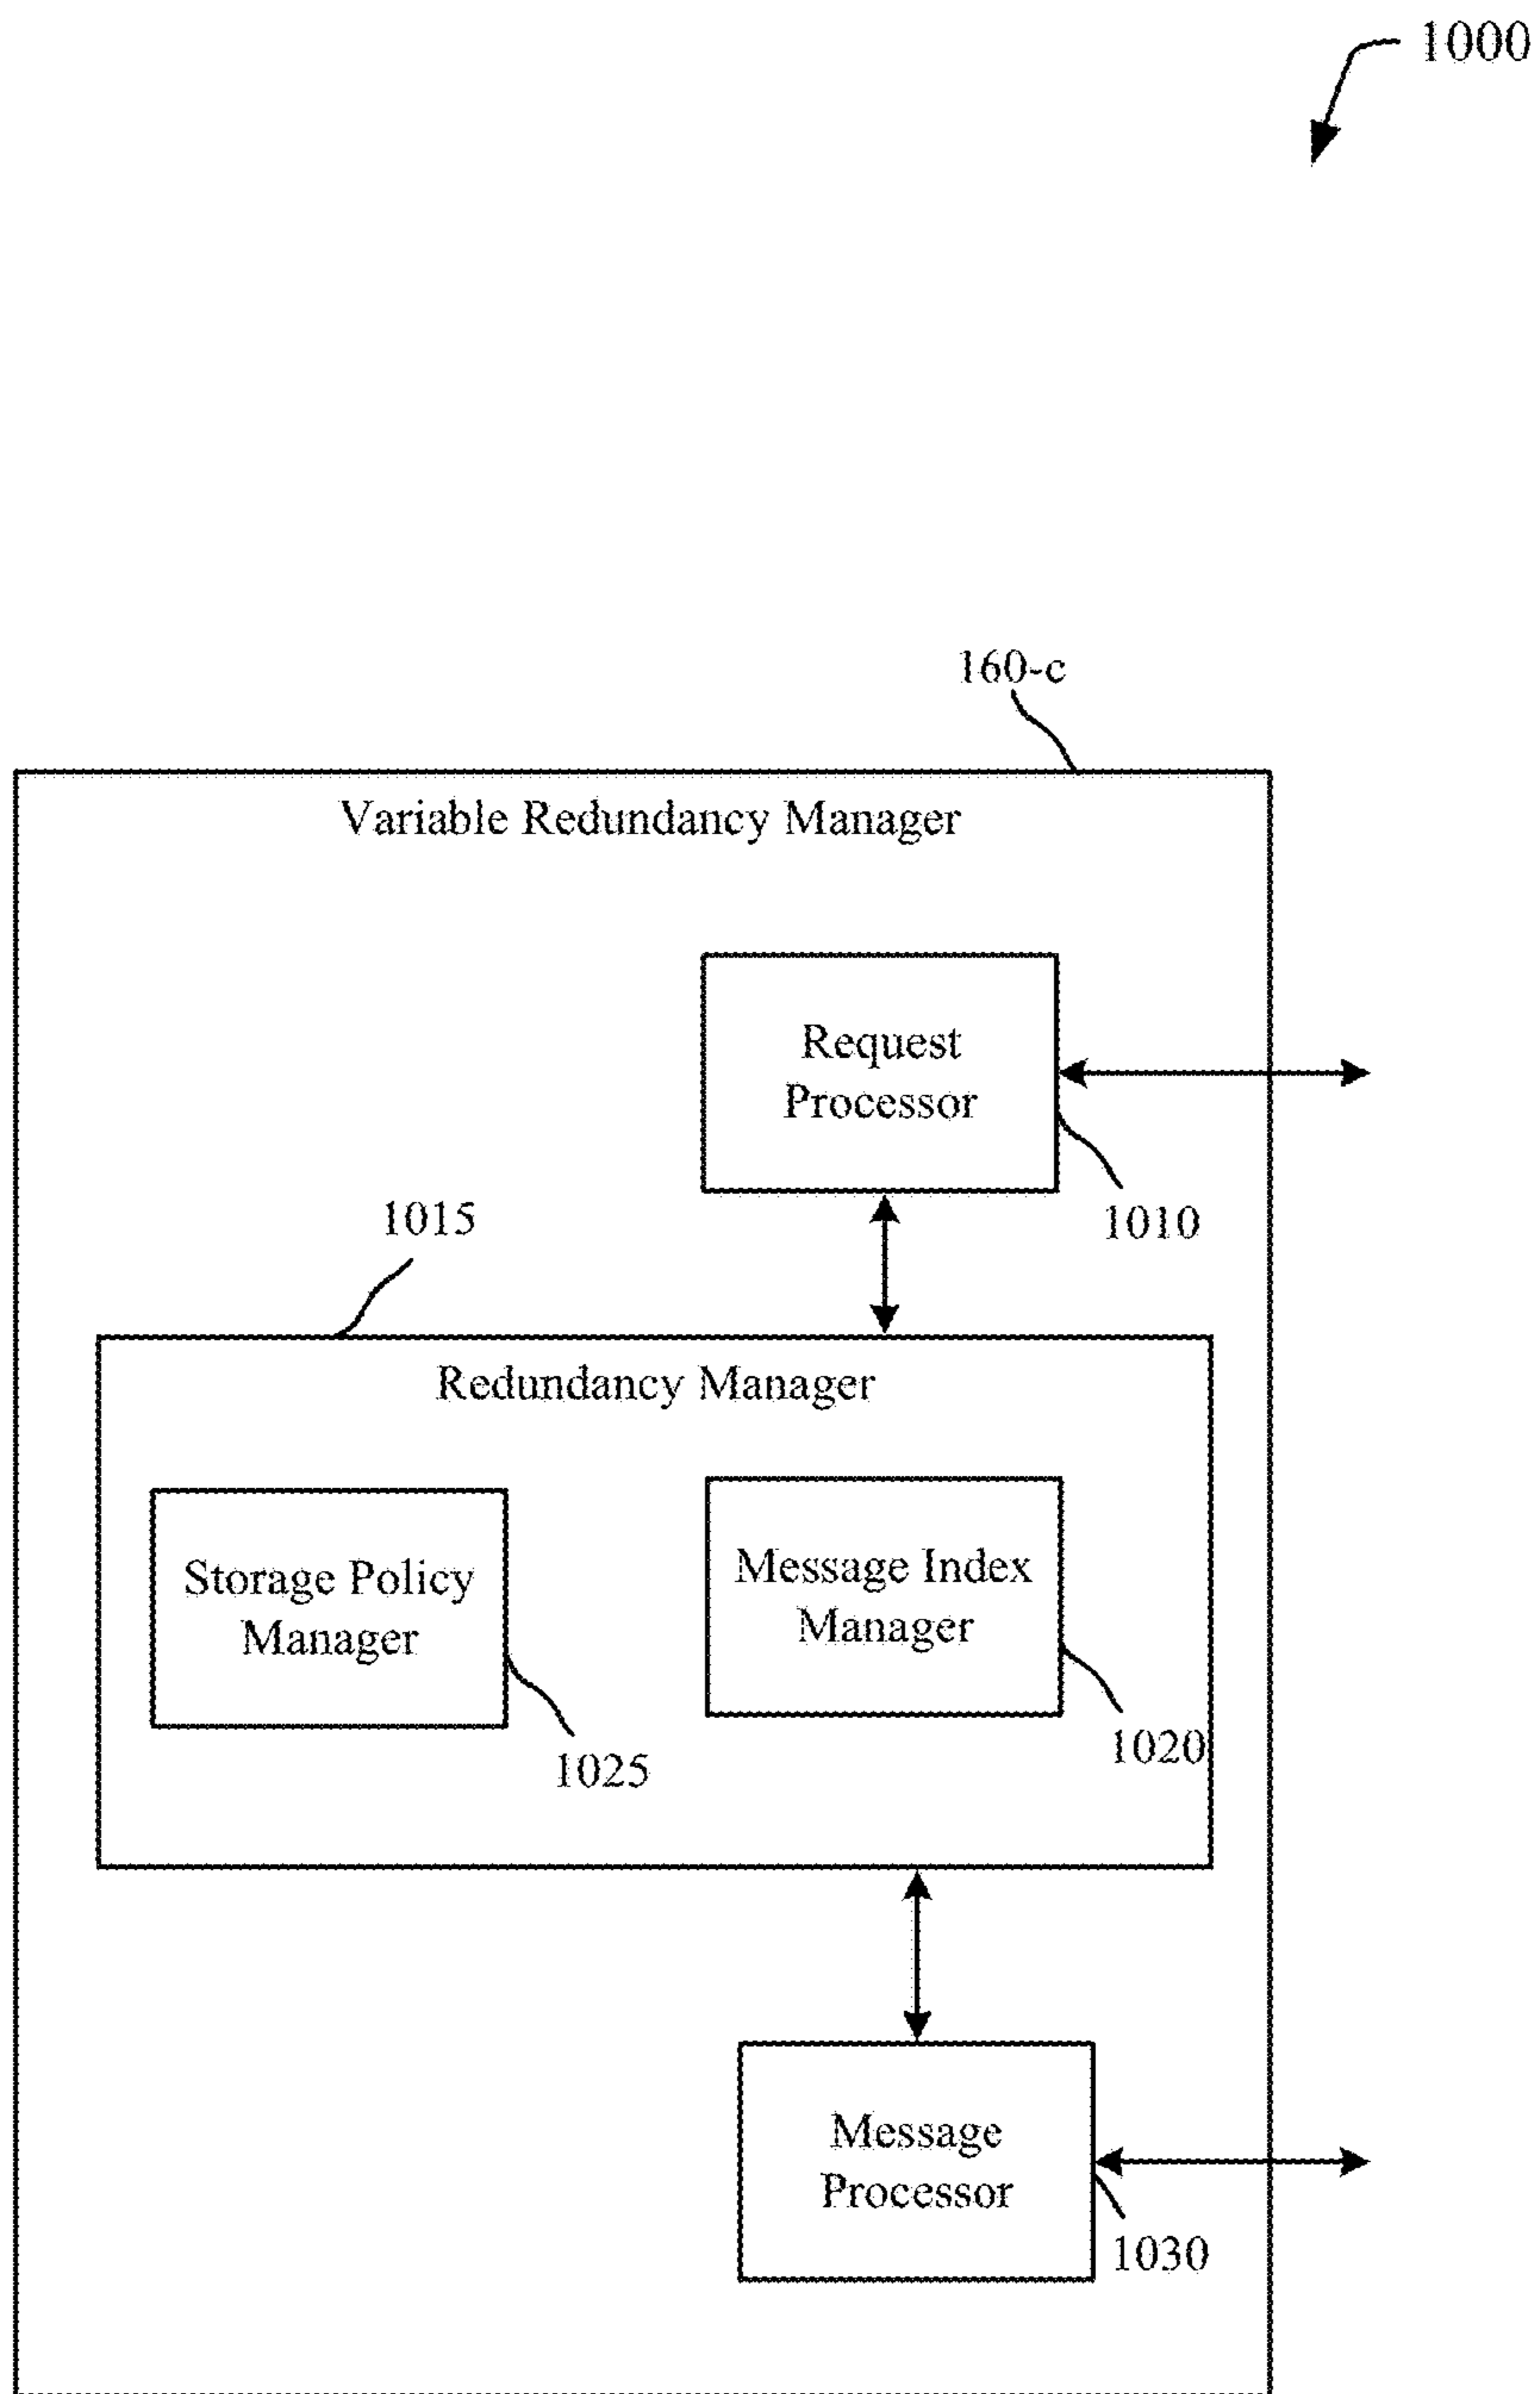 1000
160-c
Variable Redundancy Manager
Request
Processor
1010
1015
Redundancy Manager
Storage Policy
Manager
1025
Message Index
Manager
1020
Message
Processor
1030